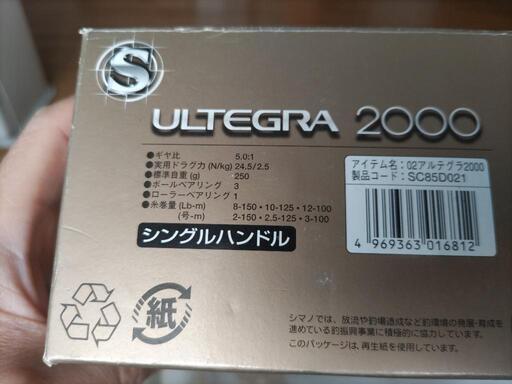 S
ULTEGRA 2000
●ギヤ比 5.0:1
●実用ドラグ力 (N/kg) 24.5/2.5
●標準自重 (g) 250
●ボールベアリング 3
●ローラーベアリング 1
●糸巻量 (Lb-m) 8-150・10-125・12-100
(号-m) 2-150・2.5-125・3-100
シングルハンドル
アイテム名：02アルテグラ2000
製品コード：SC85D021
4 969363 016812
紙
シマノでは、放流や釣場造成など釣環境の発展・育成を
進めている釣振興事業に積極的に協力しています。
このパッケージは、再生紙を使用しています。